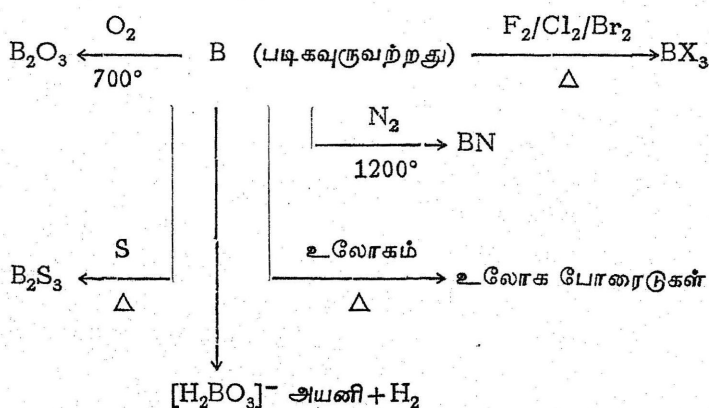 O₂ F₂/Cl₂/Br₂
B₂O₃ B (படிகவுருவற்றது) BX₃
700° △
N₂
BN
1200°
S உலோகம்
B₂S₃ உலோக போரைடுகள்
△ △
[H₂BO₃]⁻ அயனி + H₂